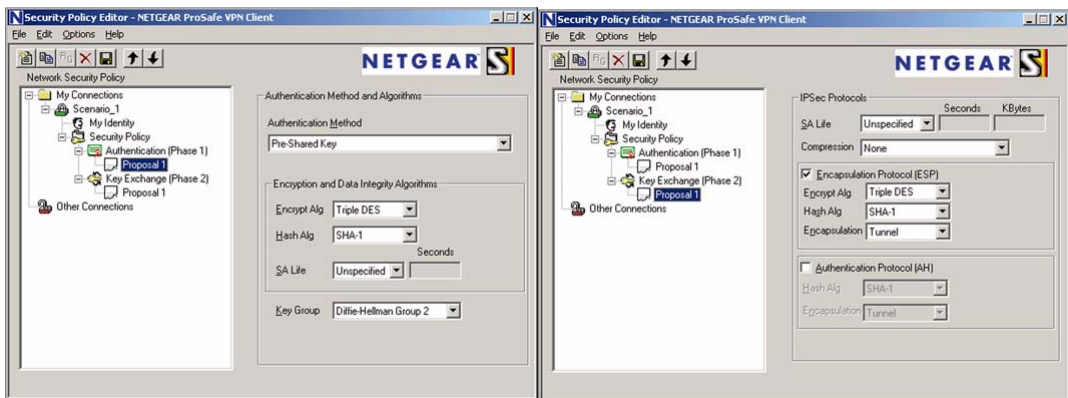 Security Policy Editor - NETGEAR ProSafe VPN Client
File Edit Options Help
NETGEAR
Network Security Policy
My Connections
Scenario_1
My Identity
Security Policy
Authentication (Phase 1)
Proposal 1
Key Exchange (Phase 2)
Proposal 1
Other Connections
Authentication Method and Algorithms
Authentication Method
Pre-Shared Key
Encryption and Data Integrity Algorithms
Encrypt Alg Triple DES
Hash Alg SHA-1
Seconds
SA Life Unspecified
Key Group Diffie-Hellman Group 2
Security Policy Editor - NETGEAR ProSafe VPN Client
File Edit Options Help
NETGEAR
Network Security Policy
My Connections
Scenario_1
My Identity
Security Policy
Authentication (Phase 1)
Proposal 1
Key Exchange (Phase 2)
Proposal 1
Other Connections
IPSec Protocols
Seconds KBytes
SA Life Unspecified
Compression None
Encapsulation Protocol (ESP)
Encrypt Alg Triple DES
Hash Alg SHA-1
Encapsulation Tunnel
Authentication Protocol (AH)
Hash Alg SHA-1
Encapsulation Tunnel